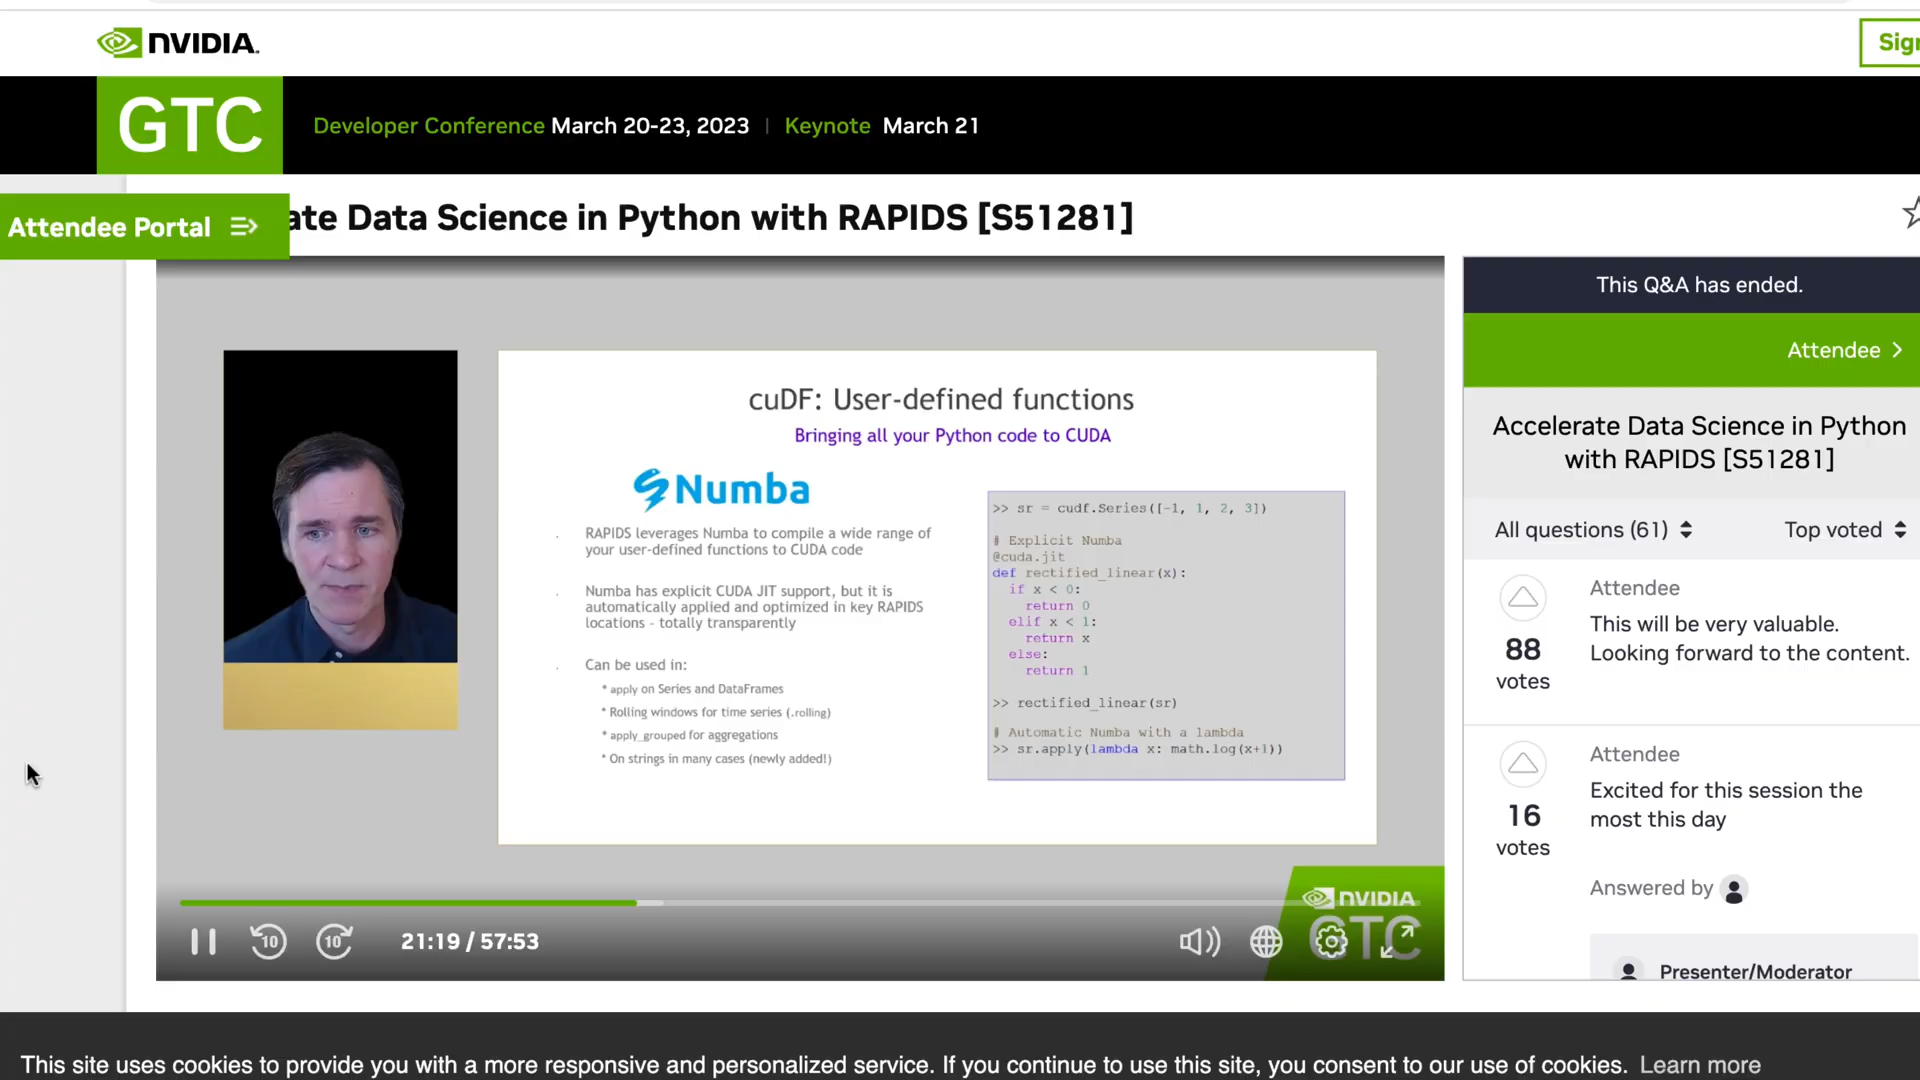 NVIDIA.
Sign
GTC
Developer Conference March 20-23, 2023 | Keynote March 21
Attendee Portal
ate Data Science in Python with RAPIDS [S51281]
cuDF: User-defined functions
Bringing all your Python code to CUDA
Numba
RAPIDS leverages Numba to compile a wide range of
your user-defined functions to CUDA code
Numba has explicit CUDA JIT support, but it is
automatically applied and optimized in key RAPIDS
locations - totally transparently
Can be used in:
* apply on Series and DataFrames
* Rolling windows for time series (.rolling)
* apply_grouped for aggregations
* On strings in many cases (newly added!)
>> sr = cudf.Series([-1, 1, 2, 3])
# Explicit Numba
@cuda.jit
def rectified_linear(x):
if x < 0:
return 0
elif x < 1:
return x
else:
return 1
>> rectified_linear(sr)
# Automatic Numba with a lambda
>> sr.apply(lambda x: math.log(x+1))
NVIDIA
GTC
10
10
21:19 / 57:53
This Q&A has ended.
Attendee >
Accelerate Data Science in Python
with RAPIDS [S51281]
All questions (61)
Top voted
88
votes
Attendee
This will be very valuable.
Looking forward to the content.
16
votes
Attendee
Excited for this session the
most this day
Answered by
Presenter/Moderator
This site uses cookies to provide you with a more responsive and personalized service. If you continue to use this site, you consent to our use of cookies. Learn more